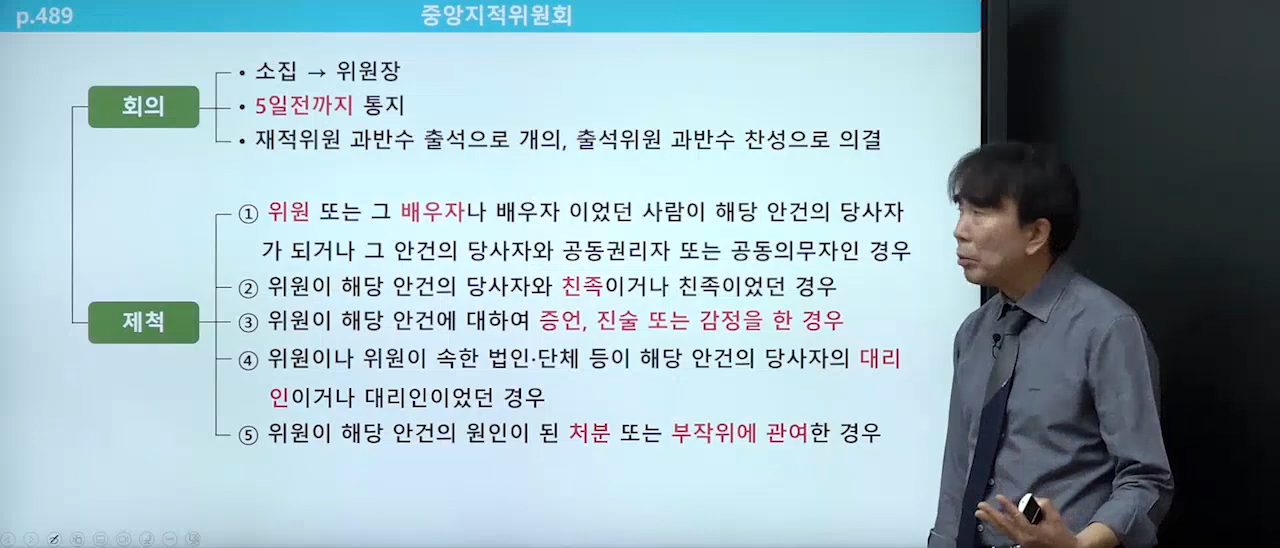 p.489
중앙지적위원회
회의
• 소집 → 위원장
• 5일전까지 통지
• 재적위원 과반수 출석으로 개의, 출석위원 과반수 찬성으로 의결
제척
① 위원 또는 그 배우자나 배우자 이었던 사람이 해당 안건의 당사자
가 되거나 그 안건의 당사자와 공동권리자 또는 공동의무자인 경우
② 위원이 해당 안건의 당사자와 친족이거나 친족이었던 경우
③ 위원이 해당 안건에 대하여 증언, 진술 또는 감정을 한 경우
④ 위원이나 위원이 속한 법인·단체 등이 해당 안건의 당사자의 대리
인이거나 대리인이었던 경우
⑤ 위원이 해당 안건의 원인이 된 처분 또는 부작위에 관여한 경우